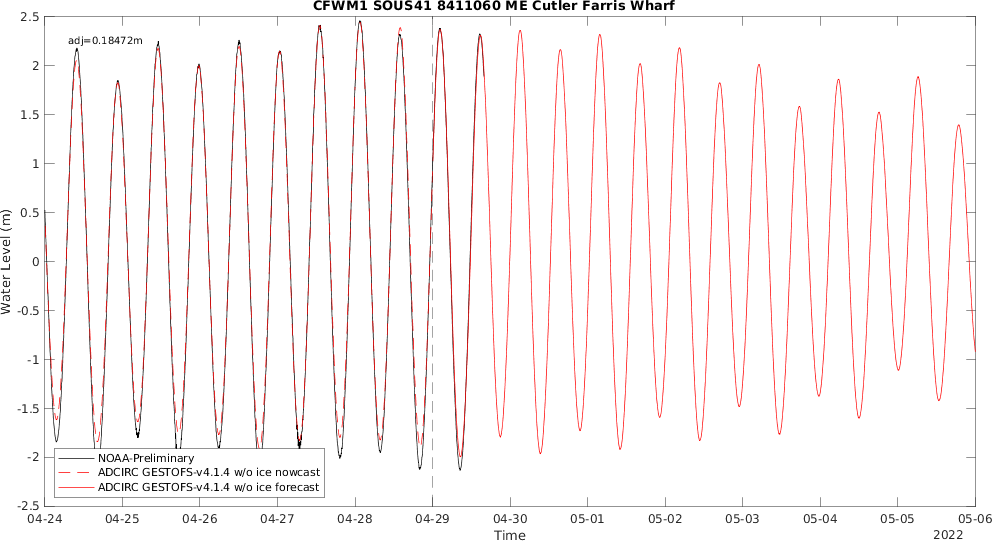 CFWM1 SOUS41 8411060 ME Cutler Farris Wharf
adj=0.18472m
2.5
2
1.5
1
0.5
0
-0.5
-1
-1.5
-2
-2.5
Water Level (m)
NOAA-Preliminary
ADCIRC GESTOFS-v4.1.4 w/o ice nowcast
ADCIRC GESTOFS-v4.1.4 w/o ice forecast
04-24 04-25 04-26 04-27 04-28 04-29 04-30 05-01 05-02 05-03 05-04 05-05 05-06
Time
2022